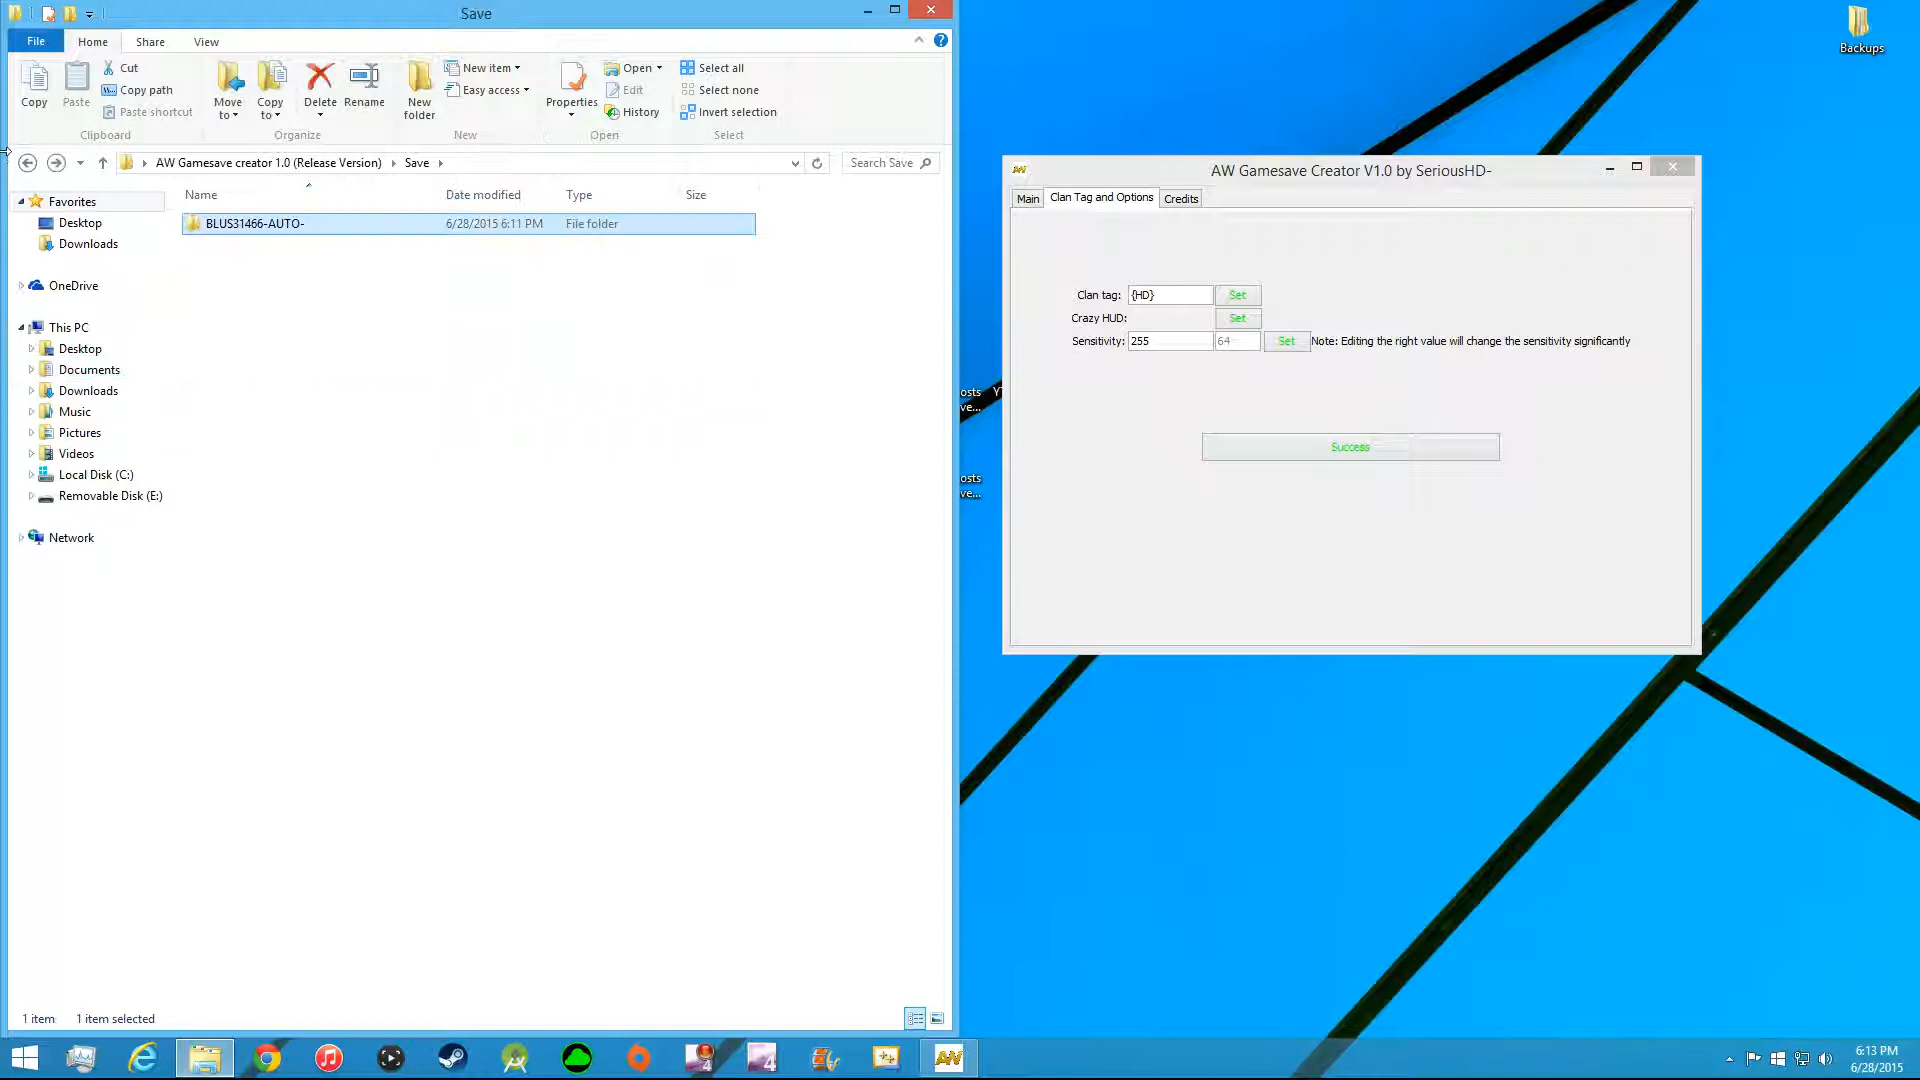 Save
File
Home
Share
View
Copy
Paste
Cut
Copy path
Paste shortcut
Clipboard
Move to
Copy to
Delete
Rename
Organize
New folder
New item
Easy access
New
Properties
Open
Edit
History
Open
Select all
Select none
Invert selection
Select
AW Gamesave creator 1.0 (Release Version)
Save
Search Save
Name
Date modified
Type
Size
BLUS31466-AUTO-
6/28/2015 6:11 PM
File folder
Favorites
Desktop
Downloads
OneDrive
This PC
Desktop
Documents
Downloads
Music
Pictures
Videos
Local Disk (C:)
Removable Disk (E:)
Network
1 item
1 item selected
Backups
osts
ve...
osts
ve...
AW Gamesave Creator V1.0 by SeriousHD-
Main
Clan Tag and Options
Credits
Clan tag:
{HD}
Set
Crazy HUD:
Set
Sensitivity:
255
64
Set
Note: Editing the right value will change the sensitivity significantly
Success
6:13 PM
6/28/2015